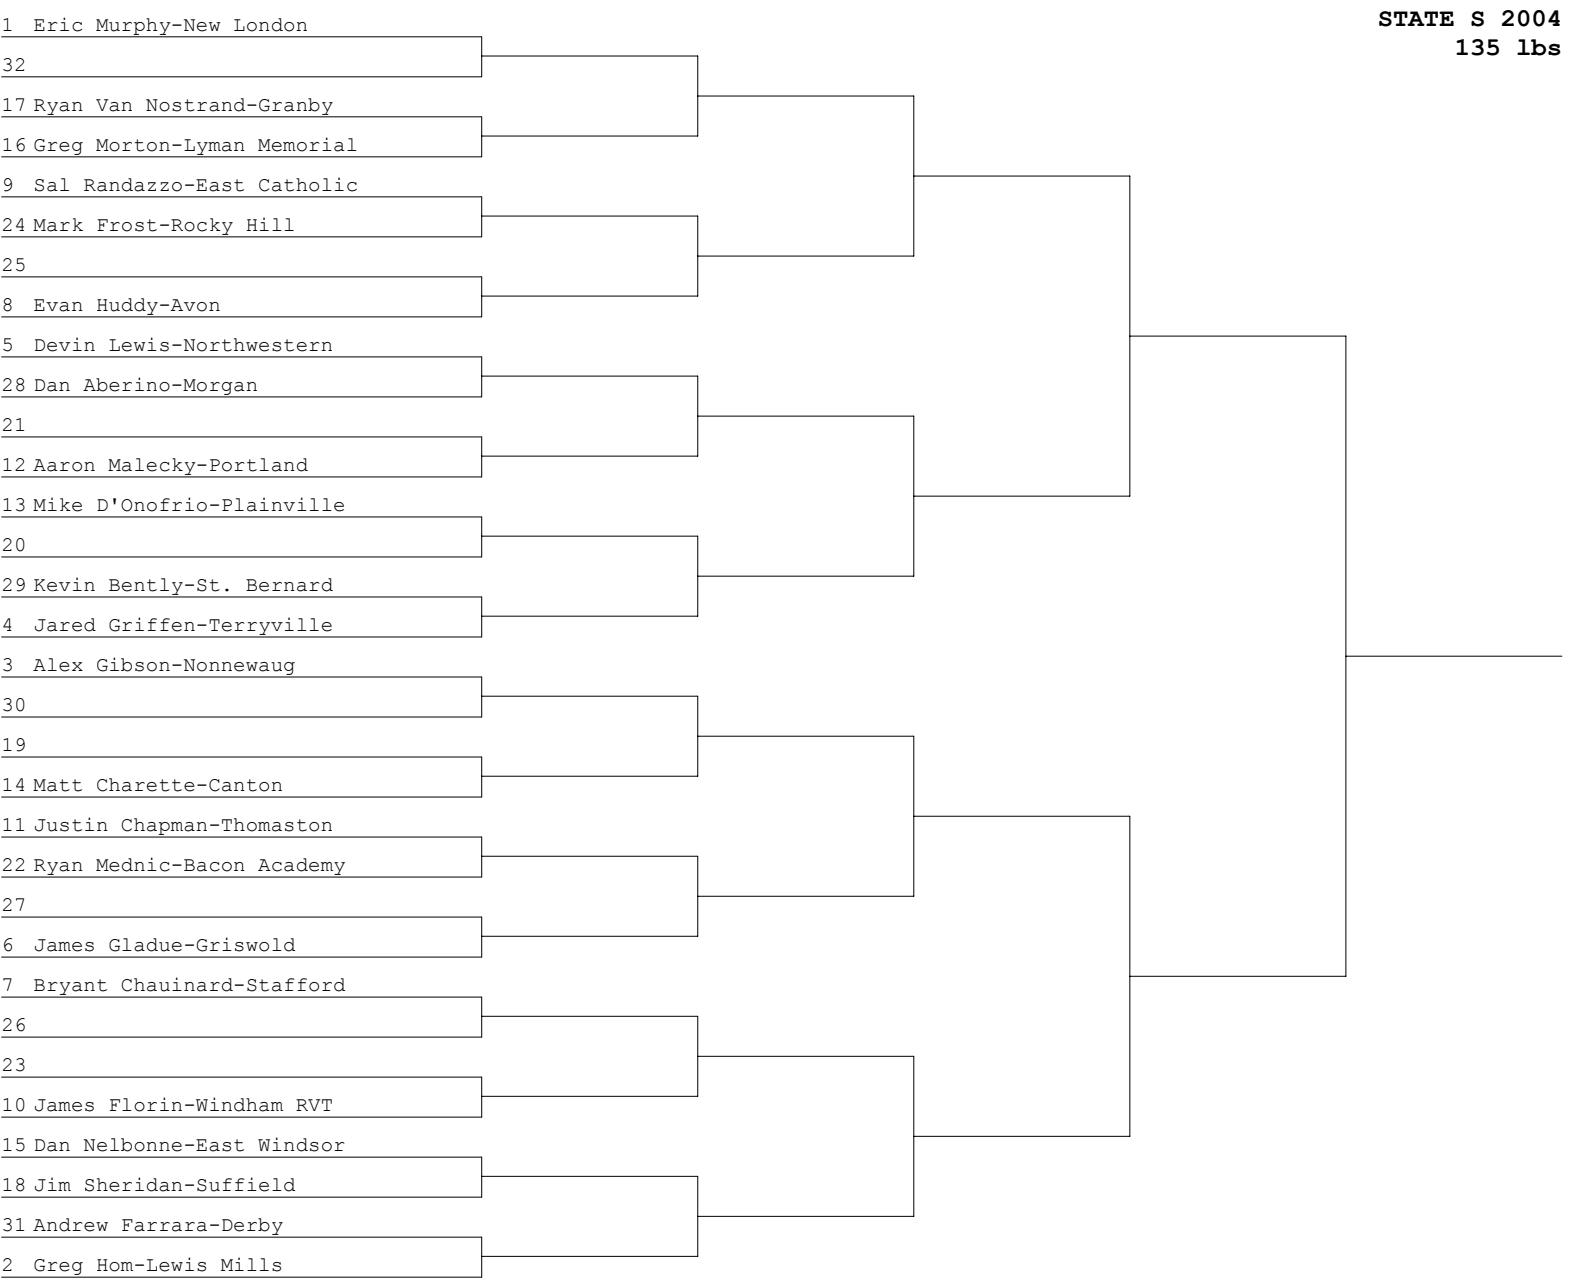 STATE S 2004
135 lbs
1 Eric Murphy-New London
32
17 Ryan Van Nostrand-Granby
16 Greg Morton-Lyman Memorial
9 Sal Randazzo-East Catholic
24 Mark Frost-Rocky Hill
25
8 Evan Huddy-Avon
5 Devin Lewis-Northwestern
28 Dan Aberino-Morgan
21
12 Aaron Malecky-Portland
13 Mike D'Onofrio-Plainville
20
29 Kevin Bently-St. Bernard
4 Jared Griffen-Terryville
3 Alex Gibson-Nonnewaug
30
19
14 Matt Charette-Canton
11 Justin Chapman-Thomaston
22 Ryan Mednic-Bacon Academy
27
6 James Gladue-Griswold
7 Bryant Chauinard-Stafford
26
23
10 James Florin-Windham RVT
15 Dan Nelbonne-East Windsor
18 Jim Sheridan-Suffield
31 Andrew Farrara-Derby
2 Greg Hom-Lewis Mills